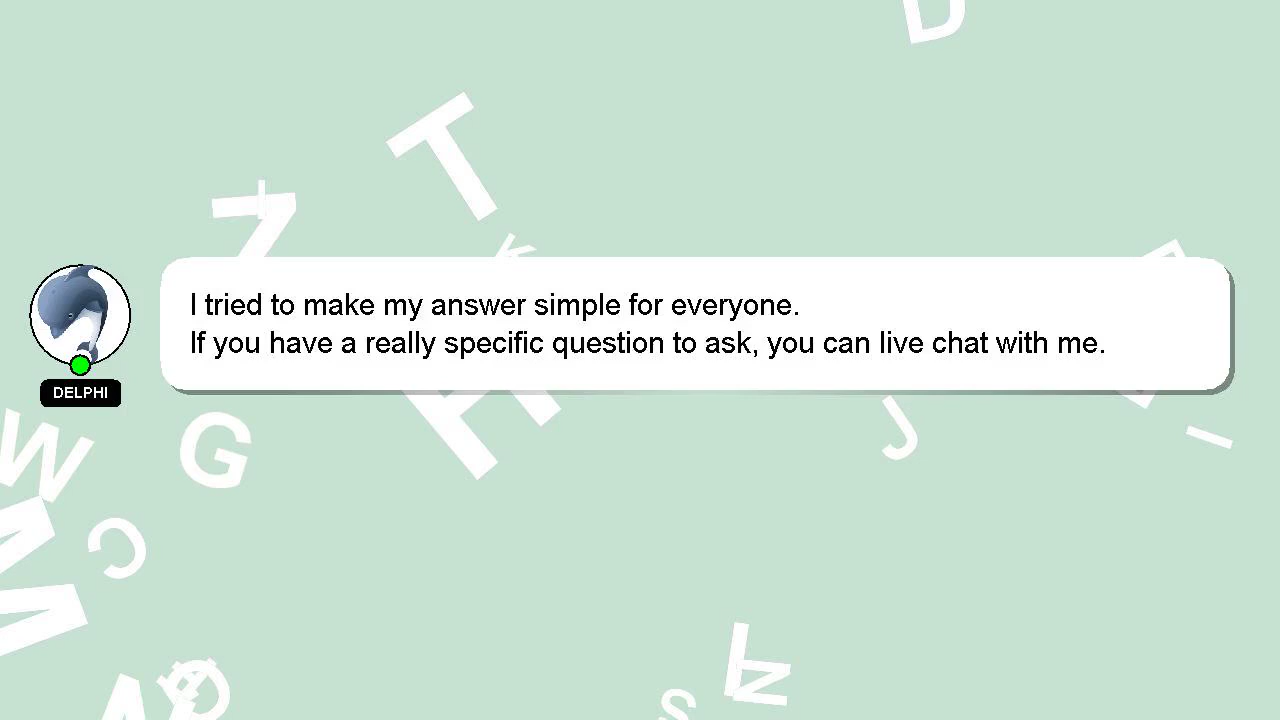 I tried to make my answer simple for everyone.
If you have a really specific question to ask, you can live chat with me.
DELPHI
D
T
Z
I
K
H
J
I
W
G
C
S